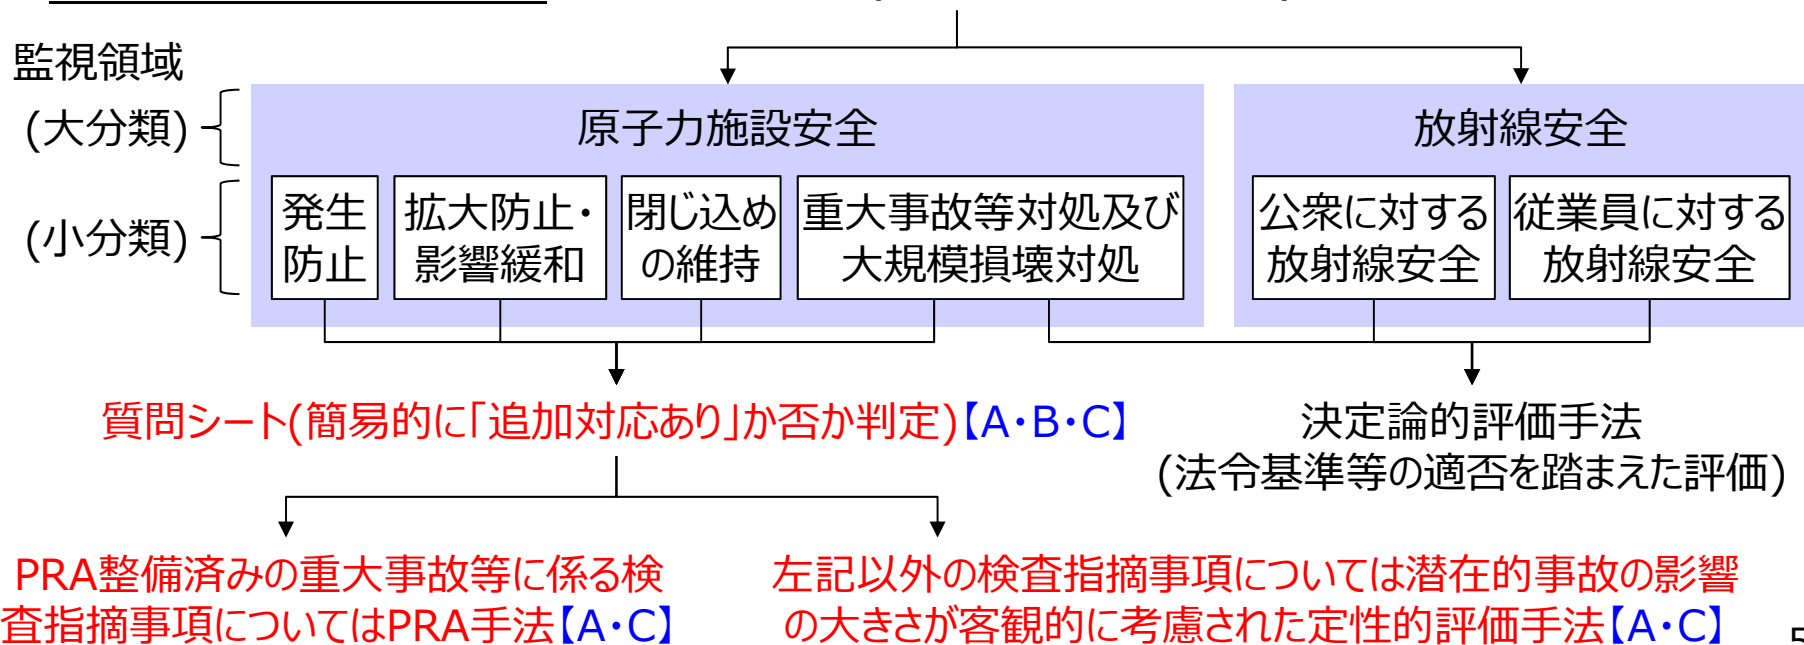 監視領域
(大分類)
原子力施設安全
放射線安全
(小分類)
発生
防止
拡大防止・
影響緩和
閉じ込め
の維持
重大事故等対処及び
大規模損壊対処
公衆に対する
放射線安全
従業員に対する
放射線安全
質問シート(簡易的に「追加対応あり」か否か判定)【A・B・C】
決定論的評価手法
(法令基準等の適否を踏まえた評価)
PRA整備済みの重大事故等に係る検
査指摘事項についてはPRA手法【A・C】
左記以外の検査指摘事項については潜在的事故の影響
の大きさが客観的に考慮された定性的評価手法【A・C】